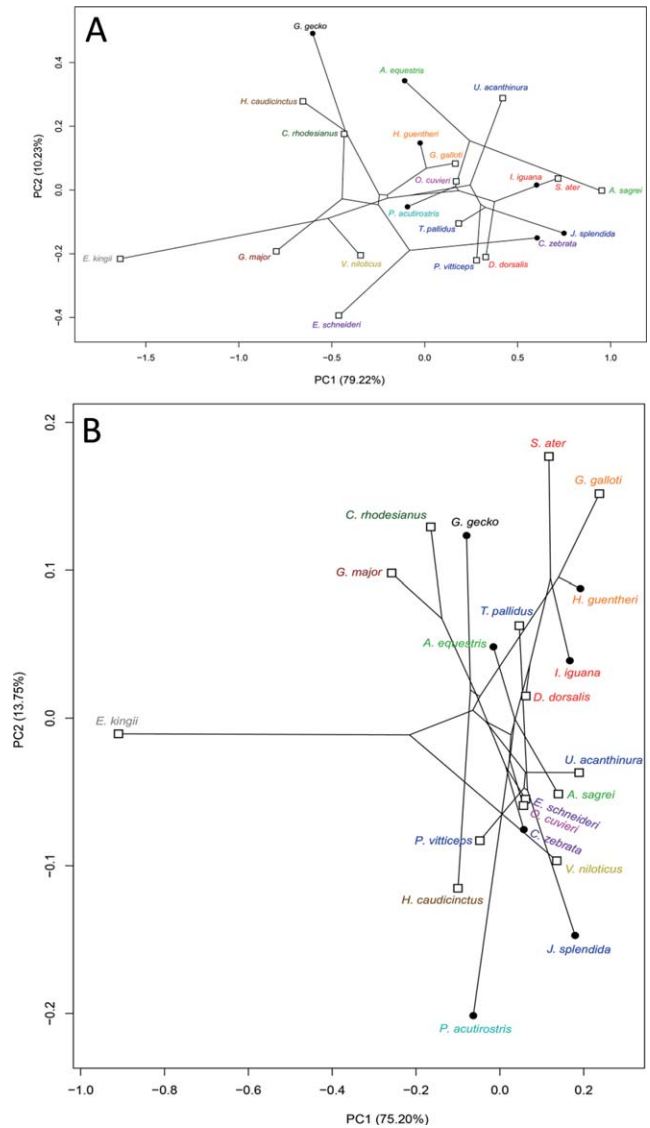 A
G. gecko
A. equestris
U. acanthinura
H. caudicinctus
C. rhodesianus
H. guentheri
G. galloti
O. cuvieri
I. iguana
S. ater
A. sagrei
P. acutirostris
T. pallidus
J. splendida
C. zebrata
E. kingii
G. major
V. niloticus
P. vitticeps
D. dorsalis
E. schneideri
PC2 (10.23%)
0.4
0.2
0.0
−0.2
−0.4
−1.5
−1.0
−0.5
0.0
0.5
1.0
PC1 (79.22%)
B
S. ater
G. galloti
C. rhodesianus
G. gecko
G. major
H. guentheri
T. pallidus
A. equestris
I. iguana
D. dorsalis
E. kingii
U. acanthinura
A. sagrei
E. schneideri
O. cuvieri
C. zebrata
P. vitticeps
V. niloticus
H. caudicinctus
J. splendida
P. acutirostris
PC2 (13.75%)
0.2
0.1
0.0
−0.1
−0.2
−1.0
−0.8
−0.6
−0.4
−0.2
0.0
0.2
PC1 (75.20%)